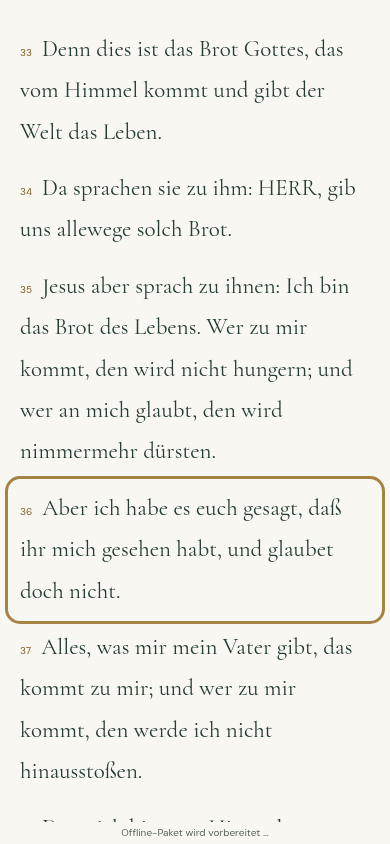 33 Denn dies ist das Brot Gottes, das
vom Himmel kommt und gibt der
Welt das Leben.
34 Da sprachen sie zu ihm: HERR, gib
uns allewege solch Brot.
35 Jesus aber sprach zu ihnen: Ich bin
das Brot des Lebens. Wer zu mir
kommt, den wird nicht hungern; und
wer an mich glaubt, den wird
nimmermehr dürsten.
36 Aber ich habe es euch gesagt, daß
ihr mich gesehen habt, und glaubet
doch nicht.
37 Alles, was mir mein Vater gibt, das
kommt zu mir; und wer zu mir
kommt, den werde ich nicht
hinausstoßen.
Offline-Paket wird vorbereitet …